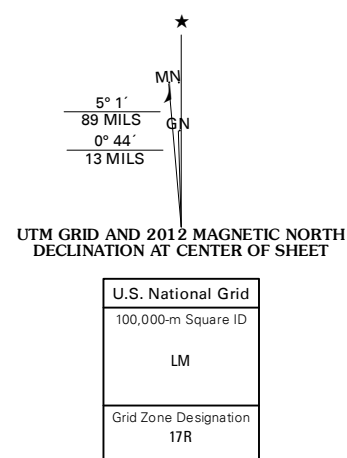 ★
MN
5° 1´
89 MILS
GN
0° 44´
13 MILS
UTM GRID AND 2012 MAGNETIC NORTH
DECLINATION AT CENTER OF SHEET
U.S. National Grid
100,000-m Square ID
LM
Grid Zone Designation
17R